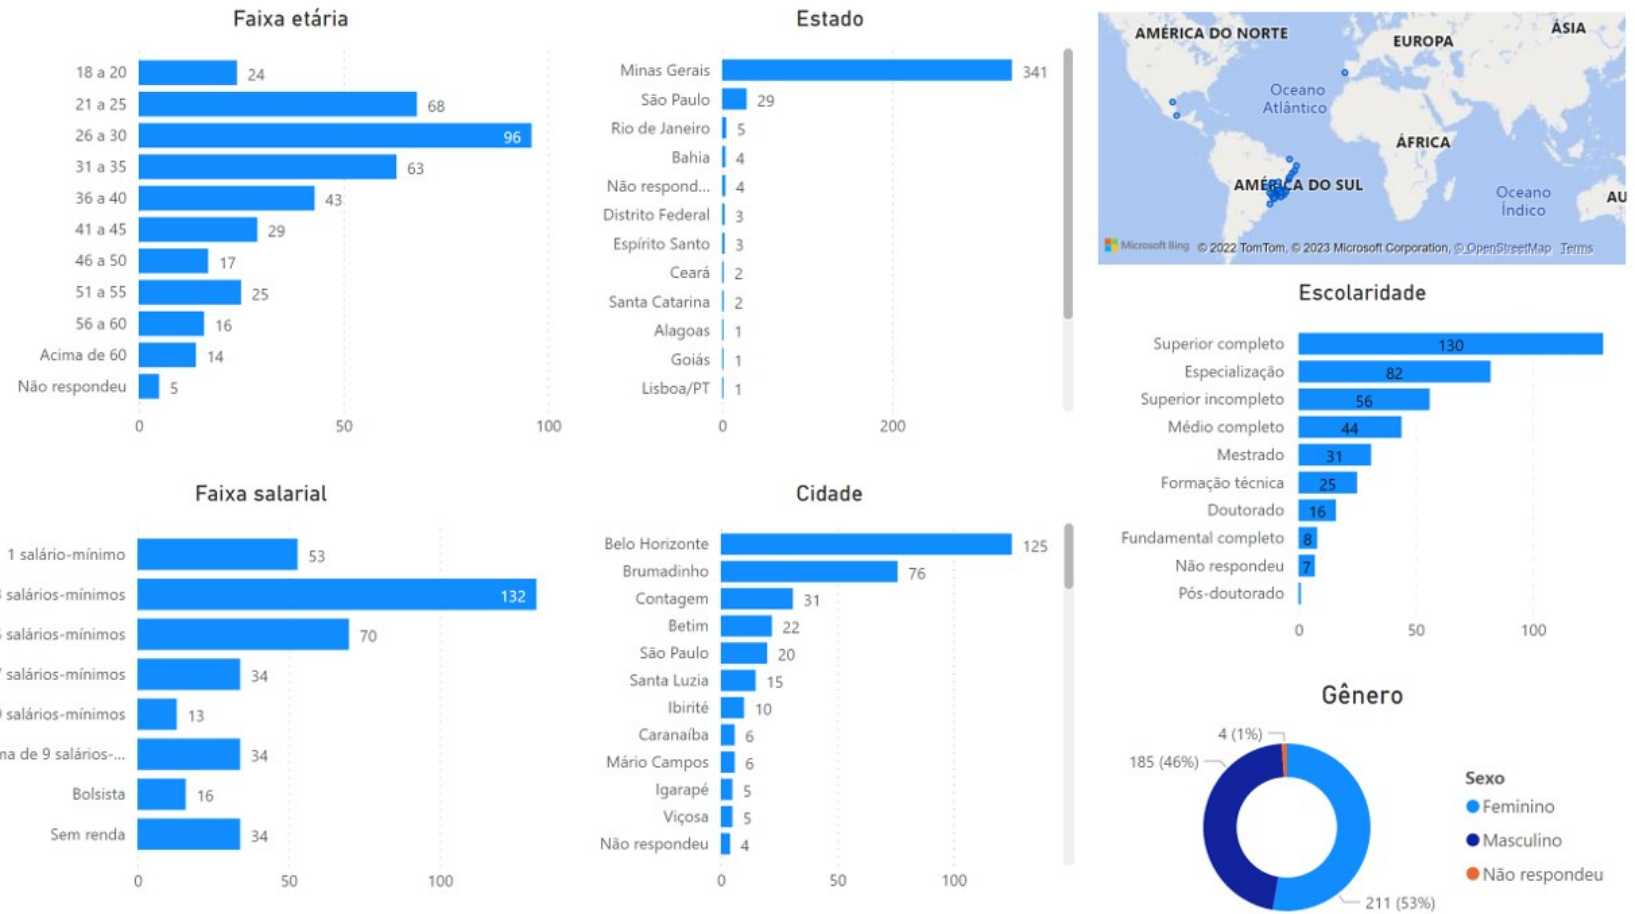 Faixa etária
18 a 20
24
21 a 25
68
26 a 30
96
31 a 35
63
36 a 40
43
41 a 45
29
46 a 50
17
51 a 55
25
56 a 60
16
Acima de 60
14
Não respondeu
5
0
50
100
Estado
Minas Gerais
341
São Paulo
29
Rio de Janeiro
5
Bahia
4
Não respond...
4
Distrito Federal
3
Espírito Santo
3
Ceará
2
Santa Catarina
2
Alagoas
1
Goiás
1
Lisboa/PT
1
0
200
AMÉRICA DO NORTE
EUROPA
ÁSIA
Oceano
Atlântico
ÁFRICA
AMÉRICA DO SUL
Oceano
Índico
AU
Microsoft Bing
© 2022 TomTom, © 2023 Microsoft Corporation, © OpenStreetMap Terms
Escolaridade
Superior completo
130
Especialização
82
Superior incompleto
56
Médio completo
44
Mestrado
31
Formação técnica
25
Doutorado
16
Fundamental completo
8
Não respondeu
7
Pós-doutorado
0
50
100
Faixa salarial
1 salário-mínimo
53
salários-mínimos
132
salários-mínimos
70
salários-mínimos
34
salários-mínimos
13
ma de 9 salários-...
34
Bolsista
16
Sem renda
34
0
50
100
Cidade
Belo Horizonte
125
Brumadinho
76
Contagem
31
Betim
22
São Paulo
20
Santa Luzia
15
Ibirité
10
Caranaíba
6
Mário Campos
6
Igarapé
5
Viçosa
5
Não respondeu
4
0
50
100
Gênero
4 (1%)
185 (46%)
211 (53%)
Sexo
Feminino
Masculino
Não respondeu